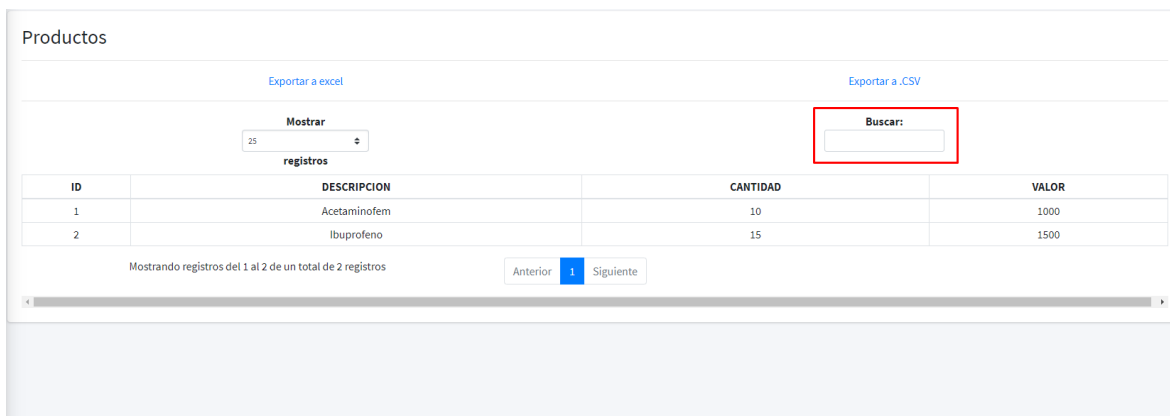 Productos
Exportar a excel Exportar a .CSV
Mostrar Buscar:
25
registros
ID DESCRIPCION CANTIDAD VALOR
1 Acetaminofem 10 1000
2 Ibuprofeno 15 1500
Mostrando registros del 1 al 2 de un total de 2 registros Anterior 1 Siguiente